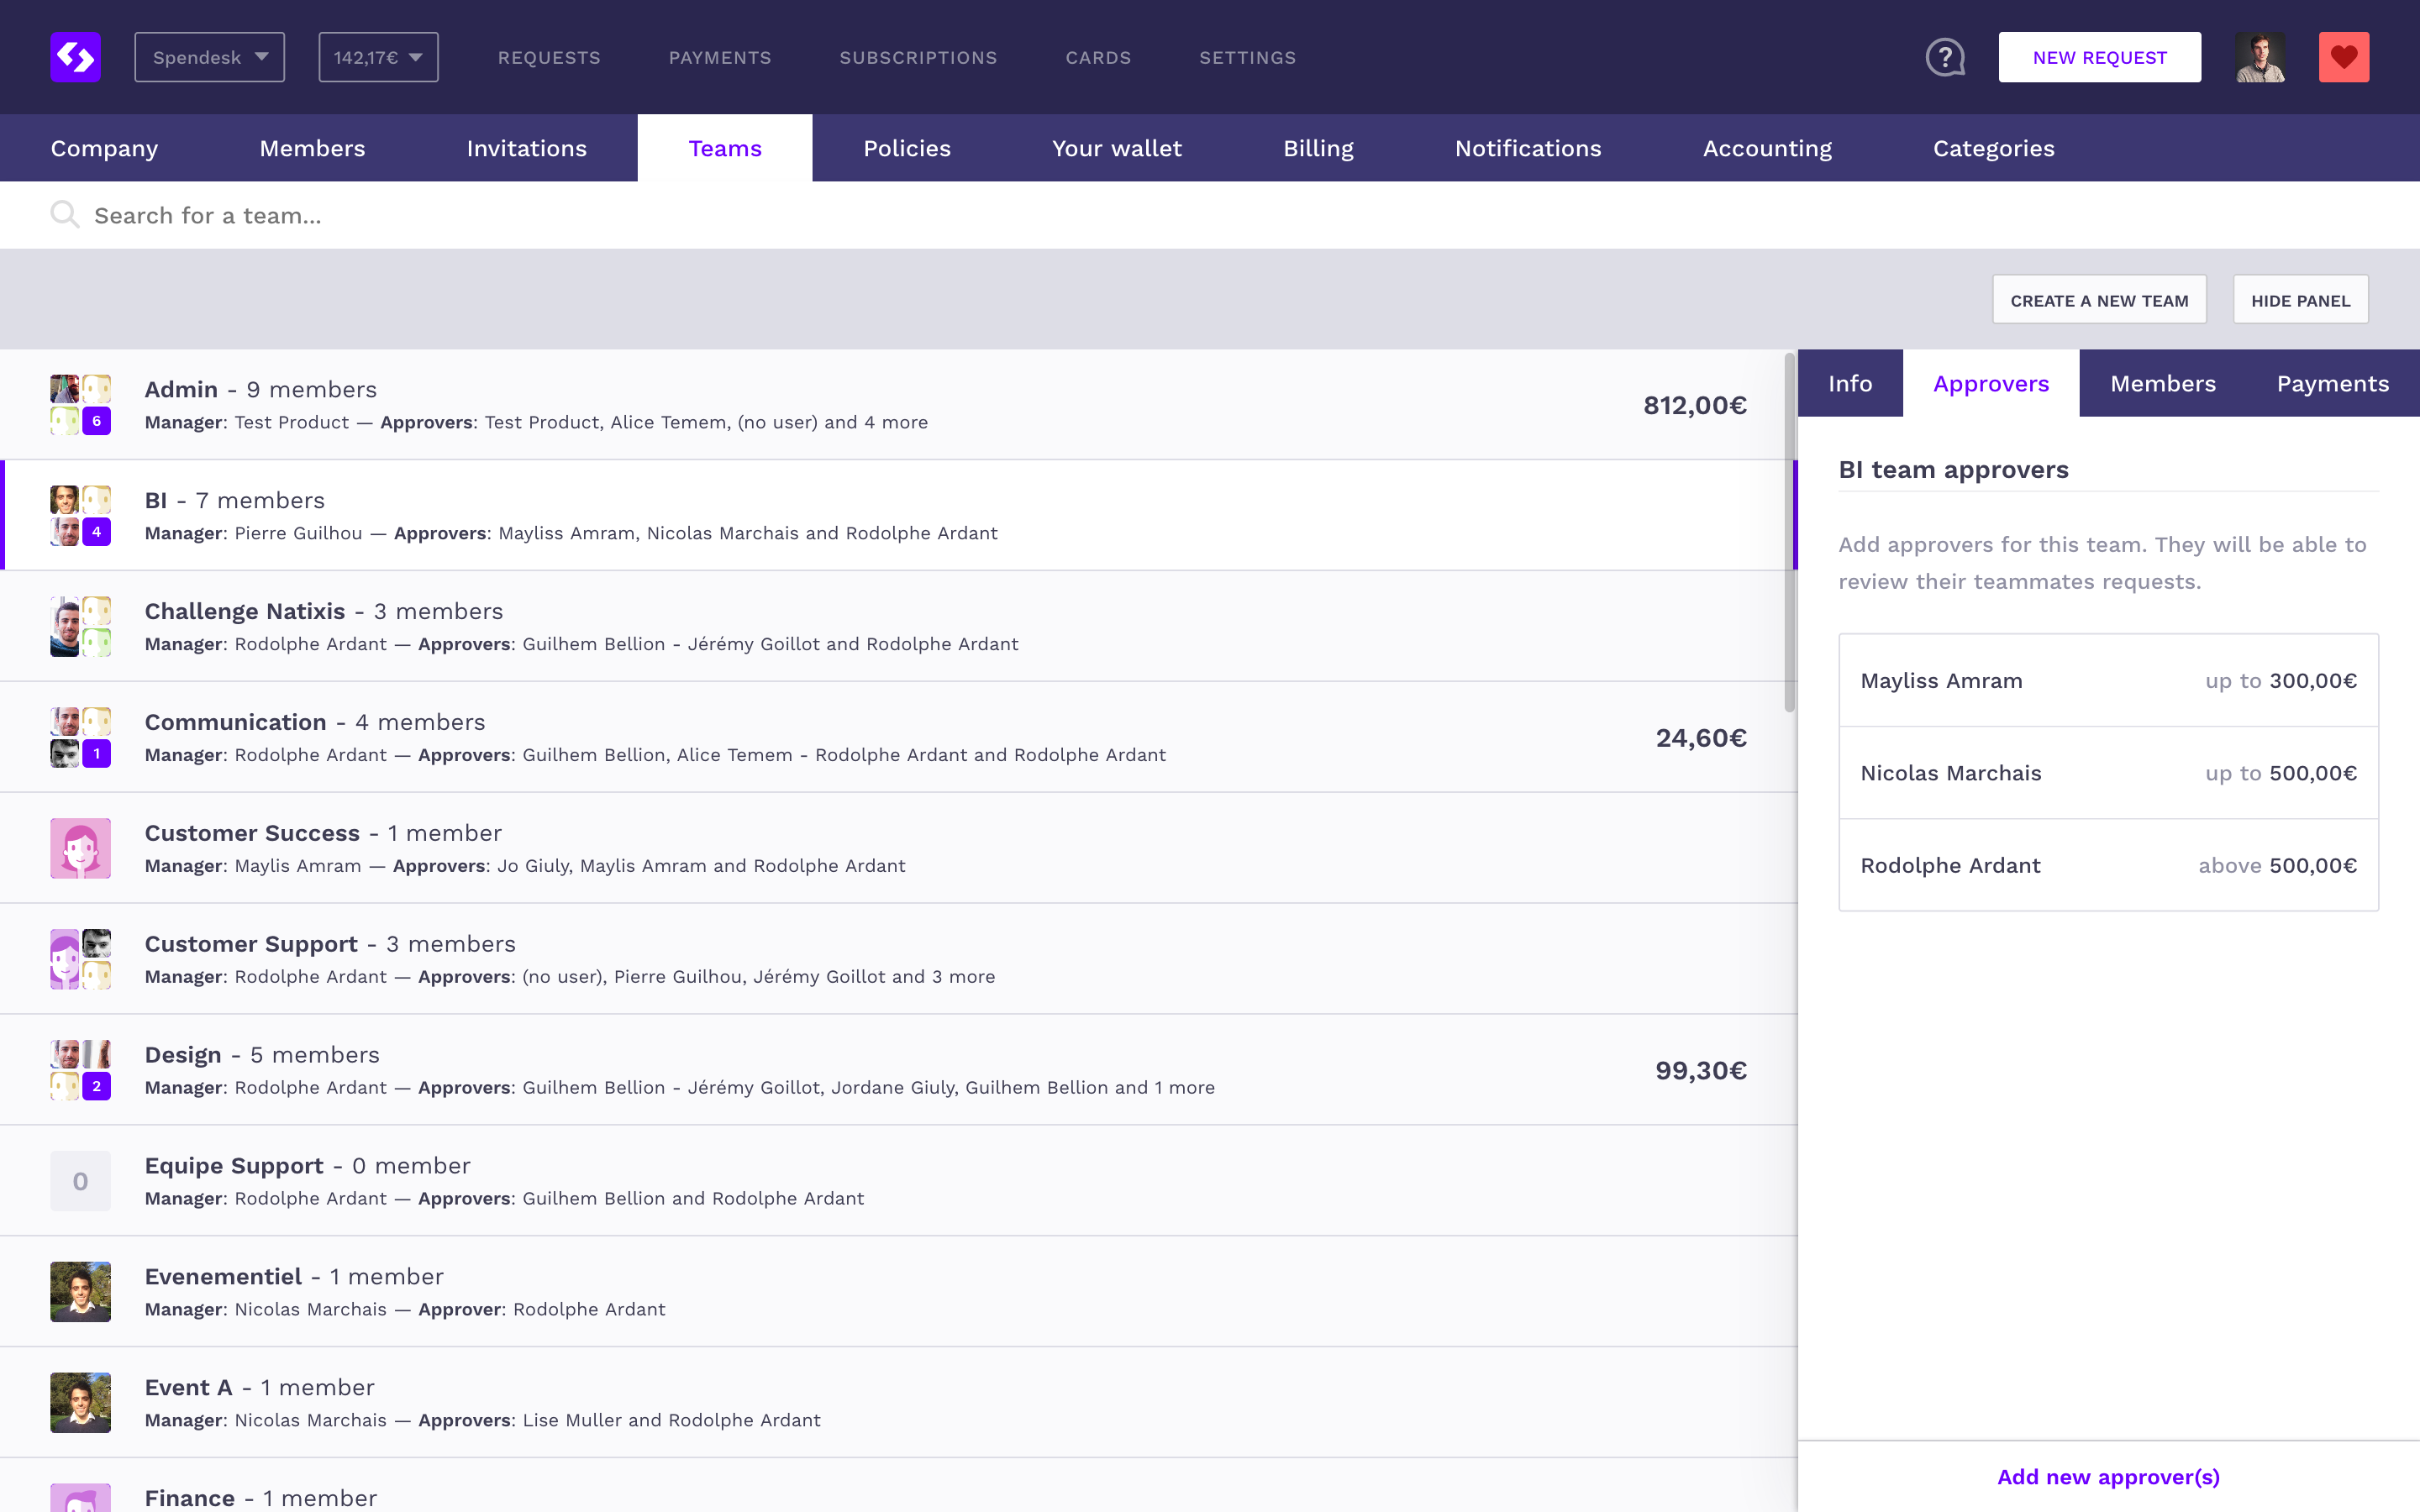 Spendesk 142,17€ REQUESTS PAYMENTS SUBSCRIPTIONS CARDS SETTINGS ? NEW REQUEST
Company Members Invitations Teams Policies Your wallet Billing Notifications Accounting Categories
Search for a team...
CREATE A NEW TEAM HIDE PANEL
Admin - 9 members
6
Manager: Test Product — Approvers: Test Product, Alice Temem, (no user) and 4 more
812,00€
BI - 7 members
4
Manager: Pierre Guilhou — Approvers: Mayliss Amram, Nicolas Marchais and Rodolphe Ardant
Challenge Natixis - 3 members
Manager: Rodolphe Ardant — Approvers: Guilhem Bellion - Jérémy Goillot and Rodolphe Ardant
Communication - 4 members
1
Manager: Rodolphe Ardant — Approvers: Guilhem Bellion, Alice Temem - Rodolphe Ardant and Rodolphe Ardant
24,60€
Customer Success - 1 member
Manager: Maylis Amram — Approvers: Jo Giuly, Maylis Amram and Rodolphe Ardant
Customer Support - 3 members
Manager: Rodolphe Ardant — Approvers: (no user), Pierre Guilhou, Jérémy Goillot and 3 more
Design - 5 members
2
Manager: Rodolphe Ardant — Approvers: Guilhem Bellion - Jérémy Goillot, Jordane Giuly, Guilhem Bellion and 1 more
99,30€
0
Equipe Support - 0 member
Manager: Rodolphe Ardant — Approvers: Guilhem Bellion and Rodolphe Ardant
Evenementiel - 1 member
Manager: Nicolas Marchais — Approver: Rodolphe Ardant
Event A - 1 member
Manager: Nicolas Marchais — Approvers: Lise Muller and Rodolphe Ardant
Finance - 1 member
Info Approvers Members Payments
BI team approvers
Add approvers for this team. They will be able to
review their teammates requests.
Mayliss Amram up to 300,00€
Nicolas Marchais up to 500,00€
Rodolphe Ardant above 500,00€
Add new approver(s)